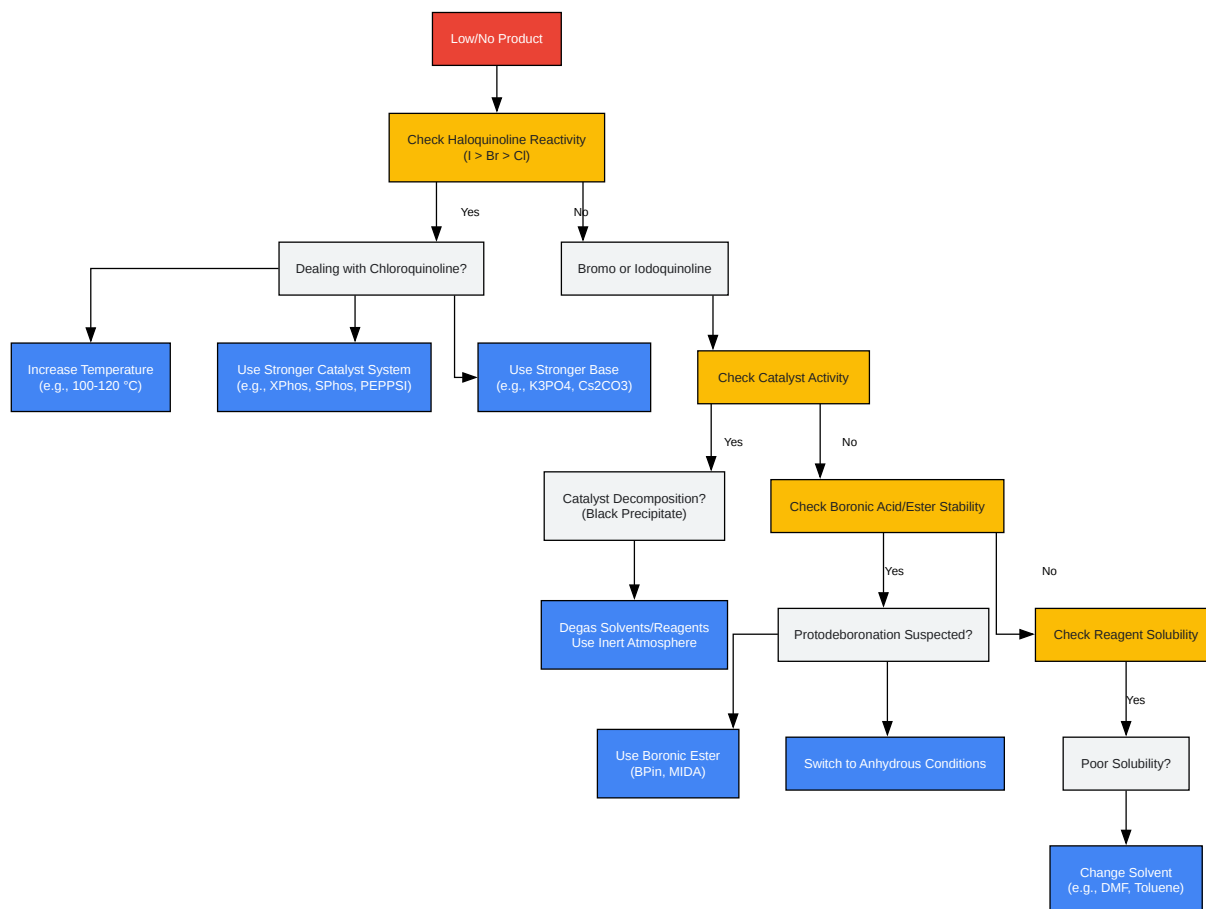 Low/No Product
Check Haloquinoline Reactivity
(I > Br > Cl)
Yes
No
Dealing with Chloroquinoline?
Bromo or Iodoquinoline
Increase Temperature
(e.g., 100-120 °C)
Use Stronger Catalyst System
(e.g., XPhos, SPhos, PEPPSI)
Use Stronger Base
(e.g., K3PO4, Cs2CO3)
Check Catalyst Activity
Yes
No
Catalyst Decomposition?
(Black Precipitate)
Check Boronic Acid/Ester Stability
Yes
No
Degas Solvents/Reagents
Use Inert Atmosphere
Protodeboronation Suspected?
Check Reagent Solubility
Yes
Use Boronic Ester
(BPin, MIDA)
Switch to Anhydrous Conditions
Poor Solubility?
Change Solvent
(e.g., DMF, Toluene)